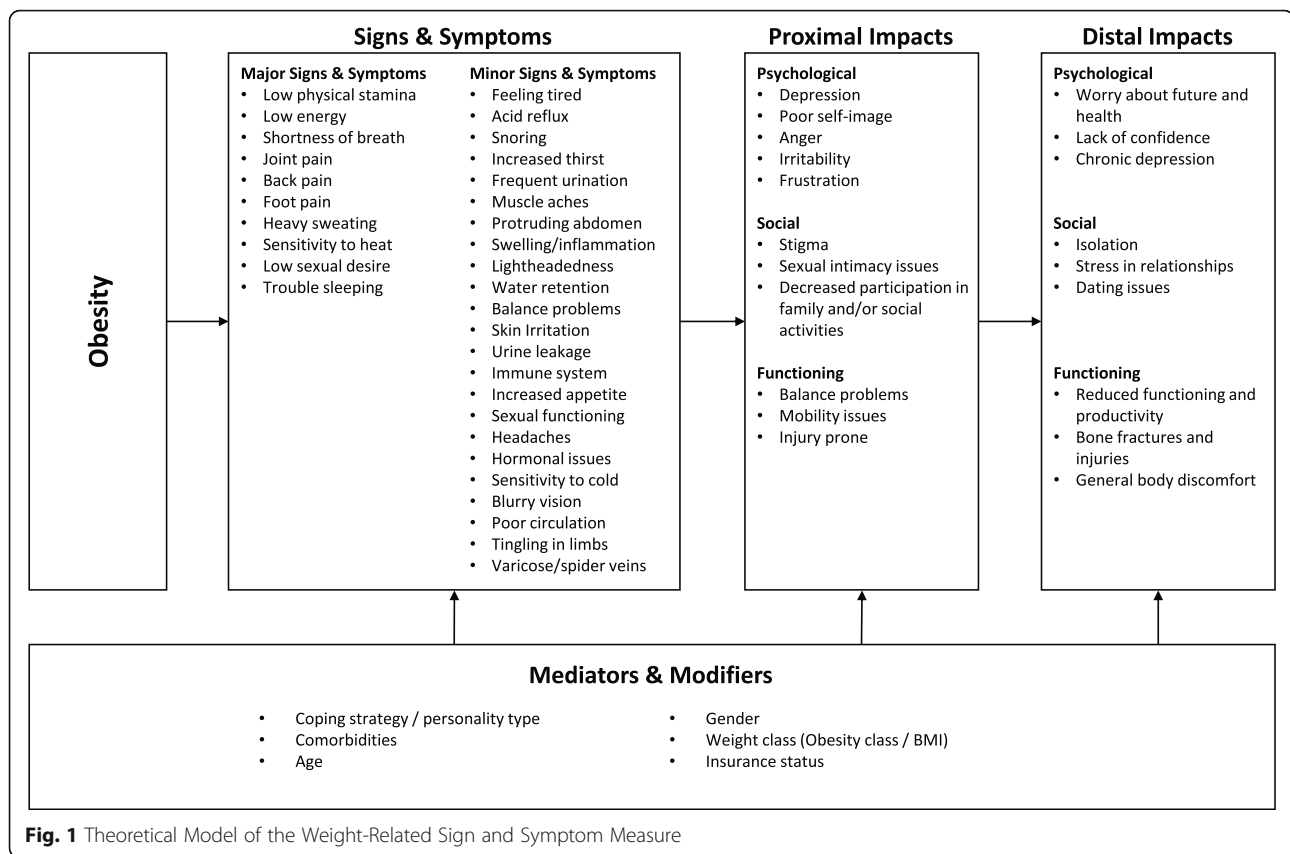 Signs & Symptoms
Proximal Impacts
Distal Impacts
Obesity
Major Signs & Symptoms
• Low physical stamina
• Low energy
• Shortness of breath
• Joint pain
• Back pain
• Foot pain
• Heavy sweating
• Sensitivity to heat
• Low sexual desire
• Trouble sleeping
Minor Signs & Symptoms
• Feeling tired
• Acid reflux
• Snoring
• Increased thirst
• Frequent urination
• Muscle aches
• Protruding abdomen
• Swelling/inflammation
• Lightheadedness
• Water retention
• Balance problems
• Skin Irritation
• Urine leakage
• Immune system
• Increased appetite
• Sexual functioning
• Headaches
• Hormonal issues
• Sensitivity to cold
• Blurry vision
• Poor circulation
• Tingling in limbs
• Varicose/spider veins
Psychological
• Depression
• Poor self-image
• Anger
• Irritability
• Frustration
Social
• Stigma
• Sexual intimacy issues
• Decreased participation in
family and/or social
activities
Functioning
• Balance problems
• Mobility issues
• Injury prone
Psychological
• Worry about future and
health
• Lack of confidence
• Chronic depression
Social
• Isolation
• Stress in relationships
• Dating issues
Functioning
• Reduced functioning and
productivity
• Bone fractures and
injuries
• General body discomfort
Mediators & Modifiers
• Coping strategy / personality type
• Comorbidities
• Age
• Gender
• Weight class (Obesity class / BMI)
• Insurance status
Fig. 1 Theoretical Model of the Weight-Related Sign and Symptom Measure